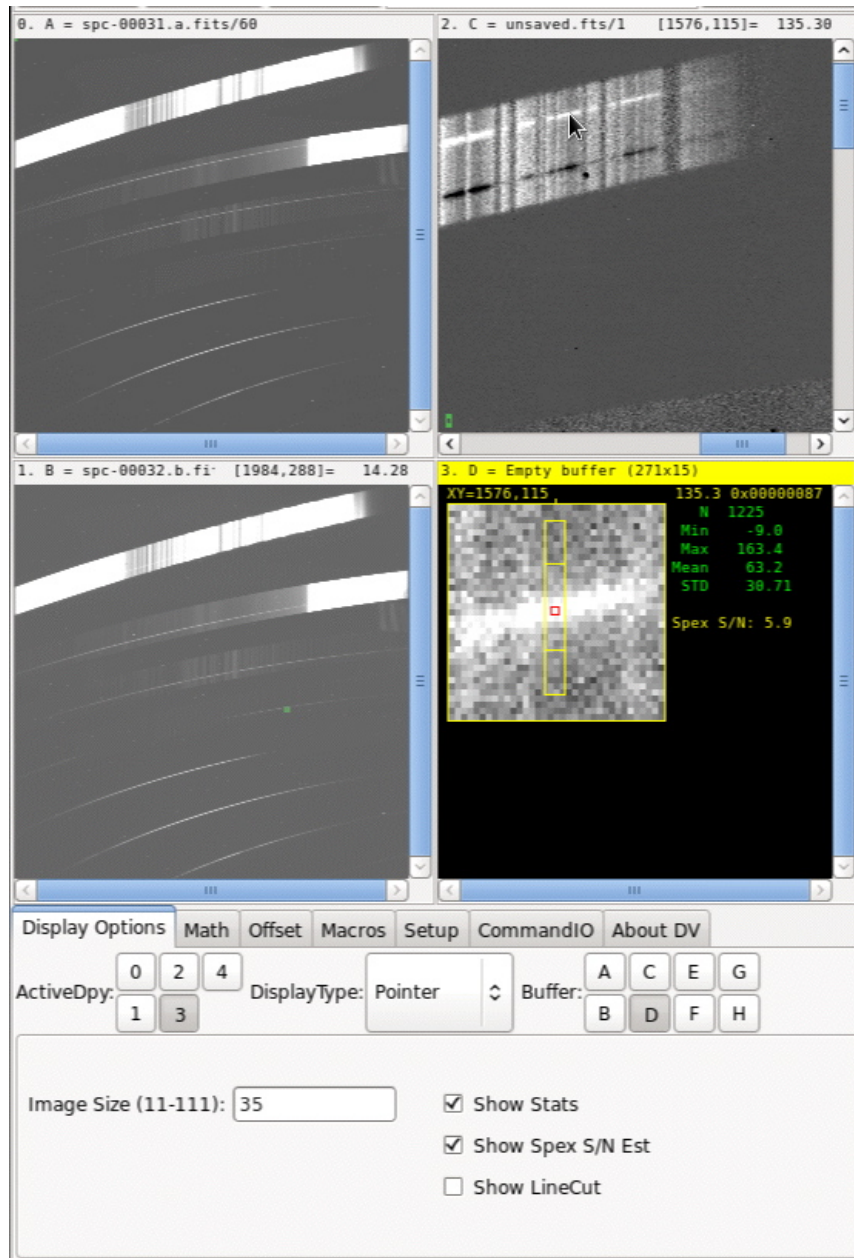 0. A = spc-00031.a.fits/60
2. C = unsaved.fts/1 [1576,115]= 135.30
1. B = spc-00032.b.fi [1984,288]= 14.28
3. D = Empty buffer (271x15)
XY=1576,115 135.3 0x00000087
N 1225
Min -9.0
Max 163.4
Mean 63.2
STD 30.71
Spex S/N: 5.9
Display Options Math Offset Macros Setup CommandIO About DV
ActiveDpy: 0 2 4 DisplayType: Pointer Buffer: A C E G
1 3 B D F H
Image Size (11-111): 35 Show Stats
Show Spex S/N Est
Show LineCut